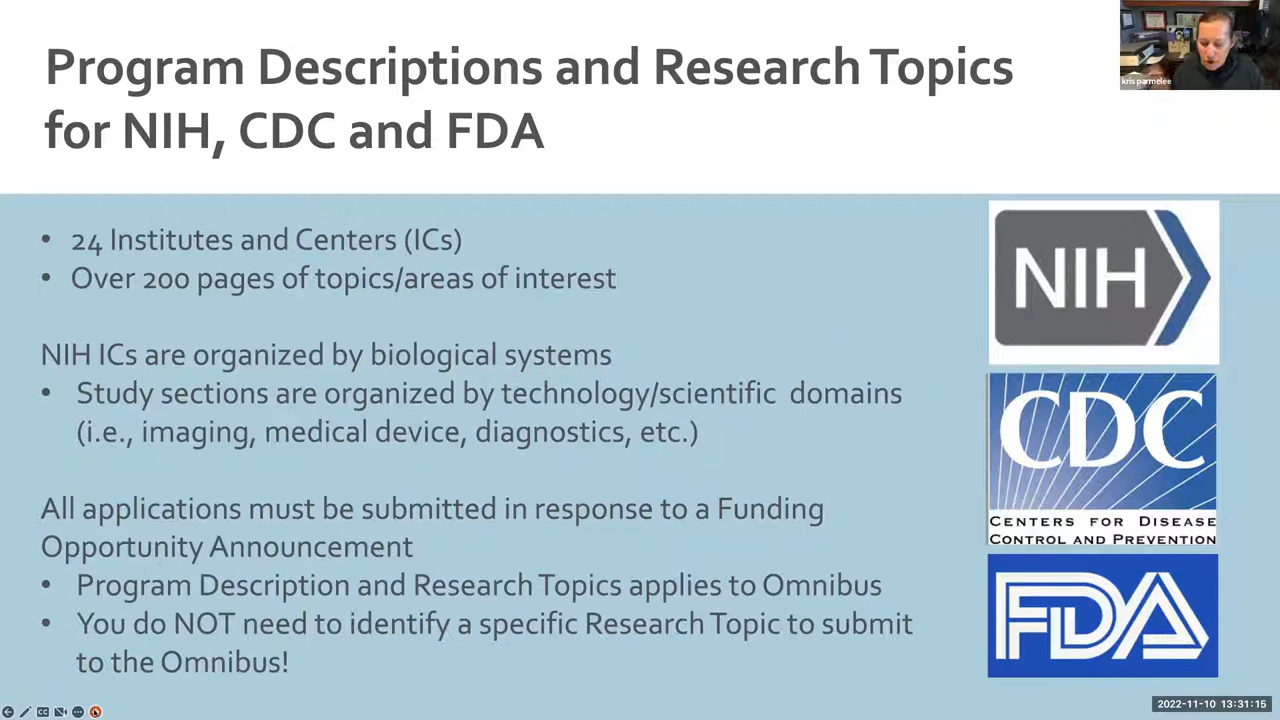 Program Descriptions and Research Topics
for NIH, CDC and FDA
kris parmelee
• 24 Institutes and Centers (ICs)
• Over 200 pages of topics/areas of interest
NIH ICs are organized by biological systems
• Study sections are organized by technology/scientific domains
(i.e., imaging, medical device, diagnostics, etc.)
All applications must be submitted in response to a Funding
Opportunity Announcement
• Program Description and Research Topics applies to Omnibus
• You do NOT need to identify a specific Research Topic to submit
to the Omnibus!
NIH
CDC
CENTERS FOR DISEASE
CONTROL AND PREVENTION
FDA
2022-11-10 13:31:15